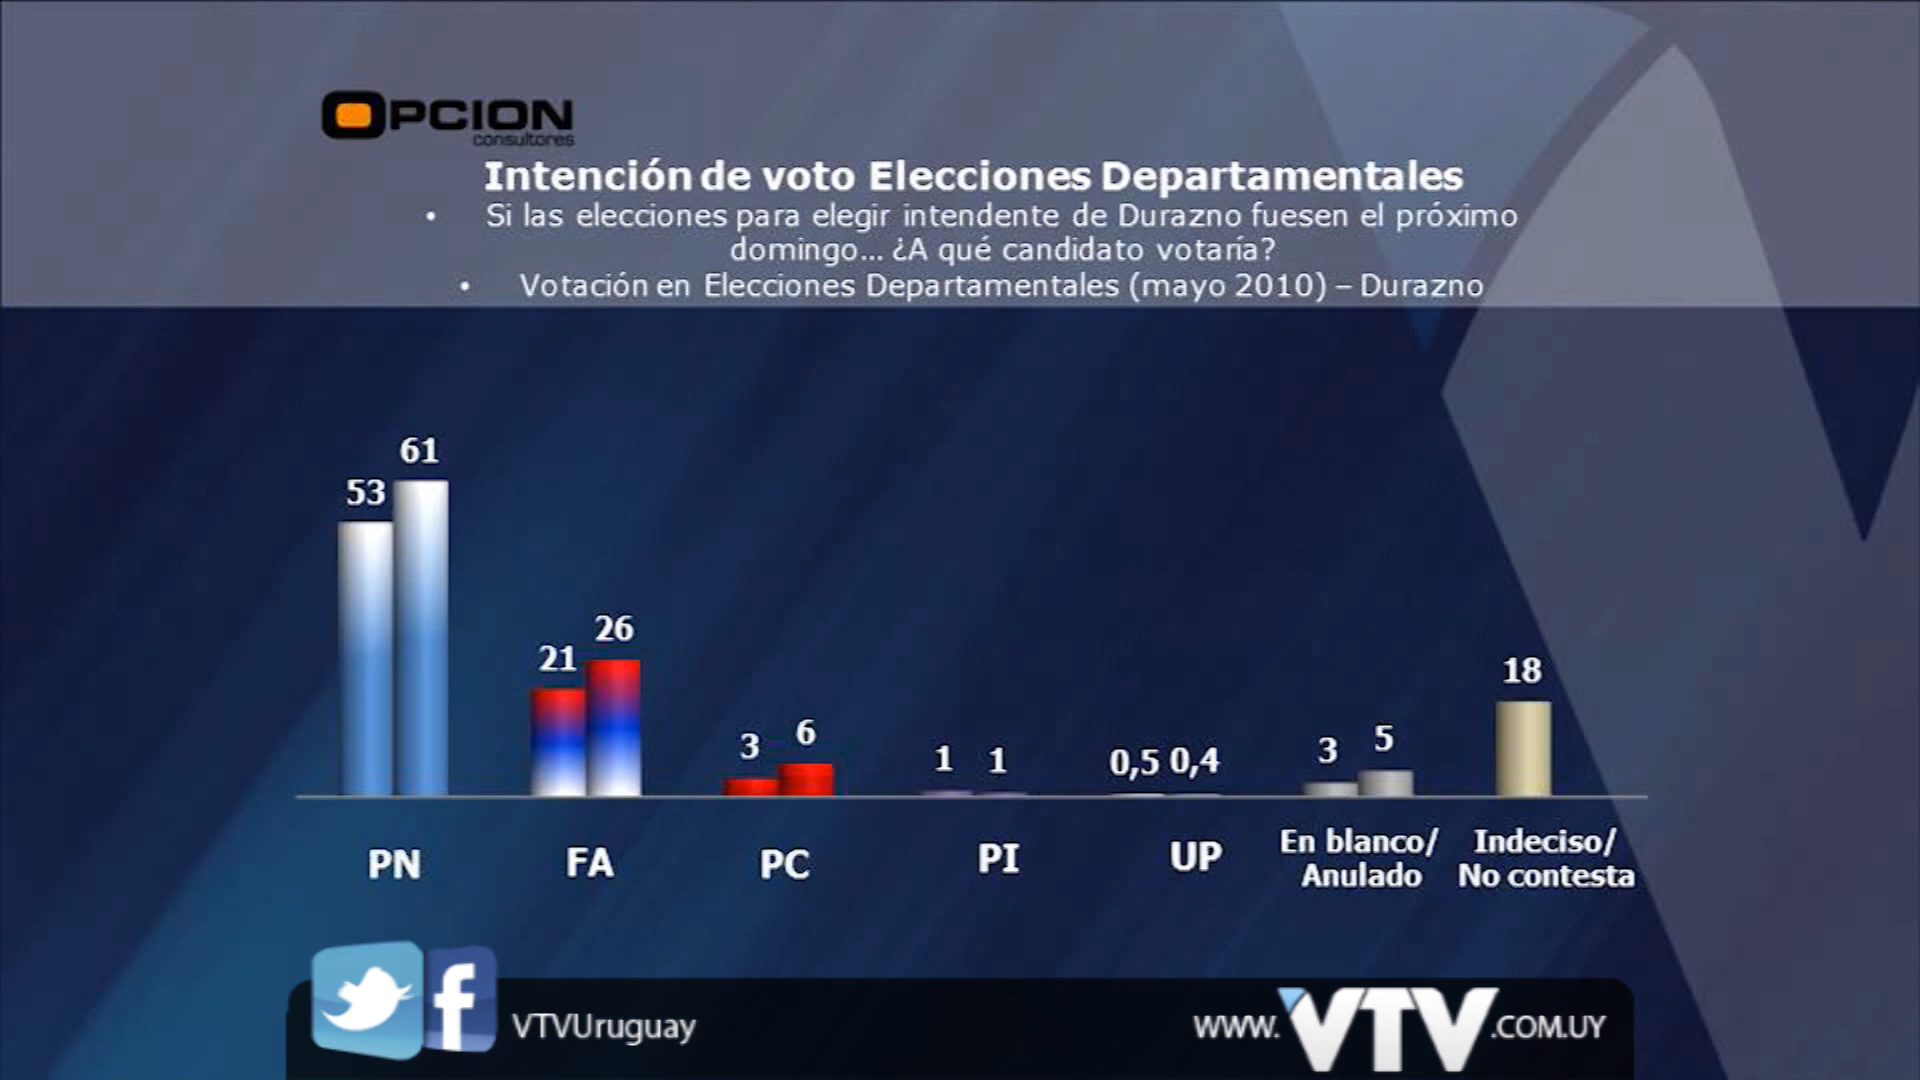 OPCION
consultores
Intención de voto Elecciones Departamentales
• Si las elecciones para elegir intendente de Durazno fuesen el próximo
domingo... ¿A qué candidato votaría?
• Votación en Elecciones Departamentales (mayo 2010) – Durazno
53 61
21 26
3 6
1 1
0,5 0,4
3 5
18
PN
FA
PC
PI
UP
En blanco/
Anulado
Indeciso/
No contesta
VTVUruguay
www.VTV.COM.UY